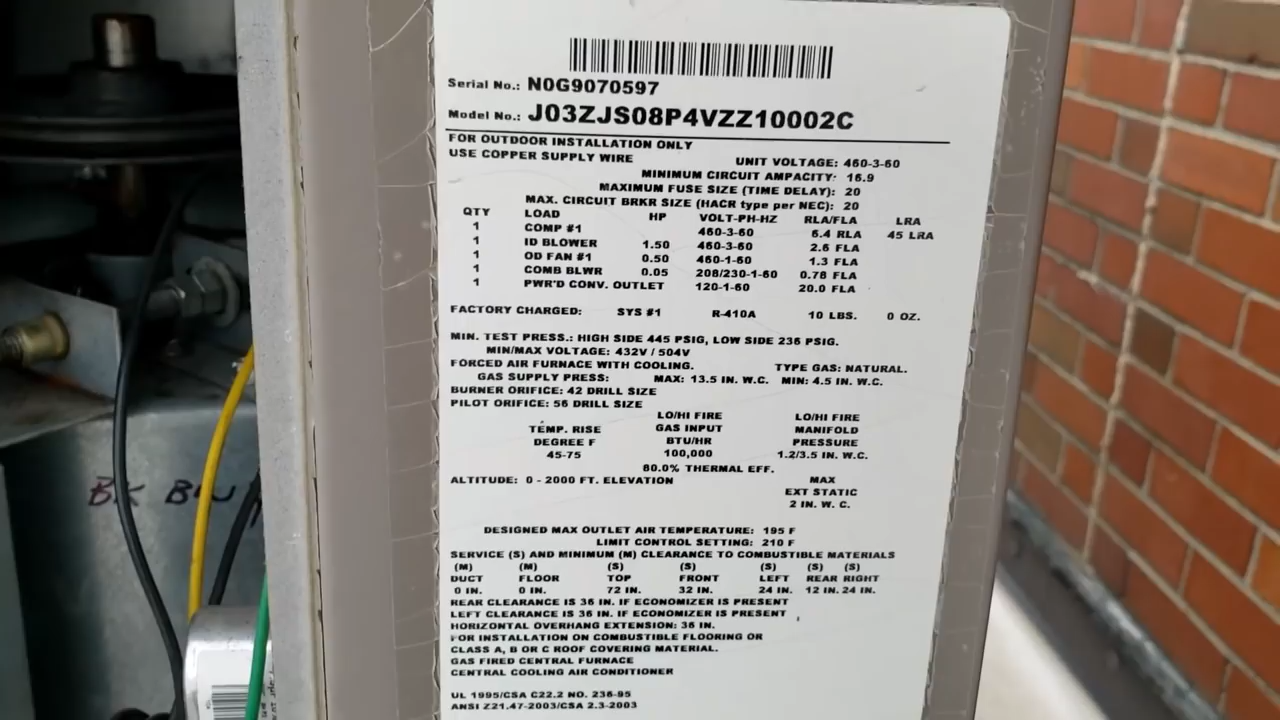 Serial No.: N0G9070597
Model No.: J03ZJS08P4VZZ10002C
FOR OUTDOOR INSTALLATION ONLY
USE COPPER SUPPLY WIRE UNIT VOLTAGE: 460-3-60
MINIMUM CIRCUIT AMPACITY: 16.9
MAXIMUM FUSE SIZE (TIME DELAY): 20
MAX. CIRCUIT BRKR SIZE (HACR type per NEC): 20
QTY LOAD HP VOLT-PH-HZ RLA/FLA LRA
1 COMP #1 460-3-60 6.4 RLA 45 LRA
1 ID BLOWER 1.50 460-3-60 2.6 FLA
1 OD FAN #1 0.50 460-1-60 1.3 FLA
1 COMB BLWR 0.05 208/230-1-60 0.78 FLA
1 PWR'D CONV. OUTLET 120-1-60 20.0 FLA
FACTORY CHARGED: SYS #1 R-410A 10 LBS. 0 OZ.
MIN. TEST PRESS.: HIGH SIDE 445 PSIG, LOW SIDE 236 PSIG.
MIN/MAX VOLTAGE: 432V / 504V
FORCED AIR FURNACE WITH COOLING. TYPE GAS: NATURAL.
GAS SUPPLY PRESS: MAX: 13.5 IN. W.C. MIN: 4.5 IN. W.C.
BURNER ORIFICE: 42 DRILL SIZE
PILOT ORIFICE: 56 DRILL SIZE
LO/HI FIRE LO/HI FIRE
TEMP. RISE GAS INPUT MANIFOLD
DEGREE F BTU/HR PRESSURE
45-75 100,000 1.2/3.5 IN. W.C.
80.0% THERMAL EFF.
ALTITUDE: 0 - 2000 FT. ELEVATION MAX
EXT STATIC
2 IN. W. C.
DESIGNED MAX OUTLET AIR TEMPERATURE: 195 F
LIMIT CONTROL SETTING: 210 F
SERVICE (S) AND MINIMUM (M) CLEARANCE TO COMBUSTIBLE MATERIALS
(M) (M) (S) (S) (S) (S) (S)
DUCT FLOOR TOP FRONT LEFT REAR RIGHT
0 IN. 0 IN. 72 IN. 32 IN. 24 IN. 12 IN. 24 IN.
REAR CLEARANCE IS 36 IN. IF ECONOMIZER IS PRESENT
LEFT CLEARANCE IS 36 IN. IF ECONOMIZER IS PRESENT
HORIZONTAL OVERHANG EXTENSION: 36 IN.
FOR INSTALLATION ON COMBUSTIBLE FLOORING OR
CLASS A, B OR C ROOF COVERING MATERIAL.
GAS FIRED CENTRAL FURNACE
CENTRAL COOLING AIR CONDITIONER
UL 1995/CSA C22.2 NO. 236-95
ANSI Z21.47-2003/CSA 2.3-2003
BK